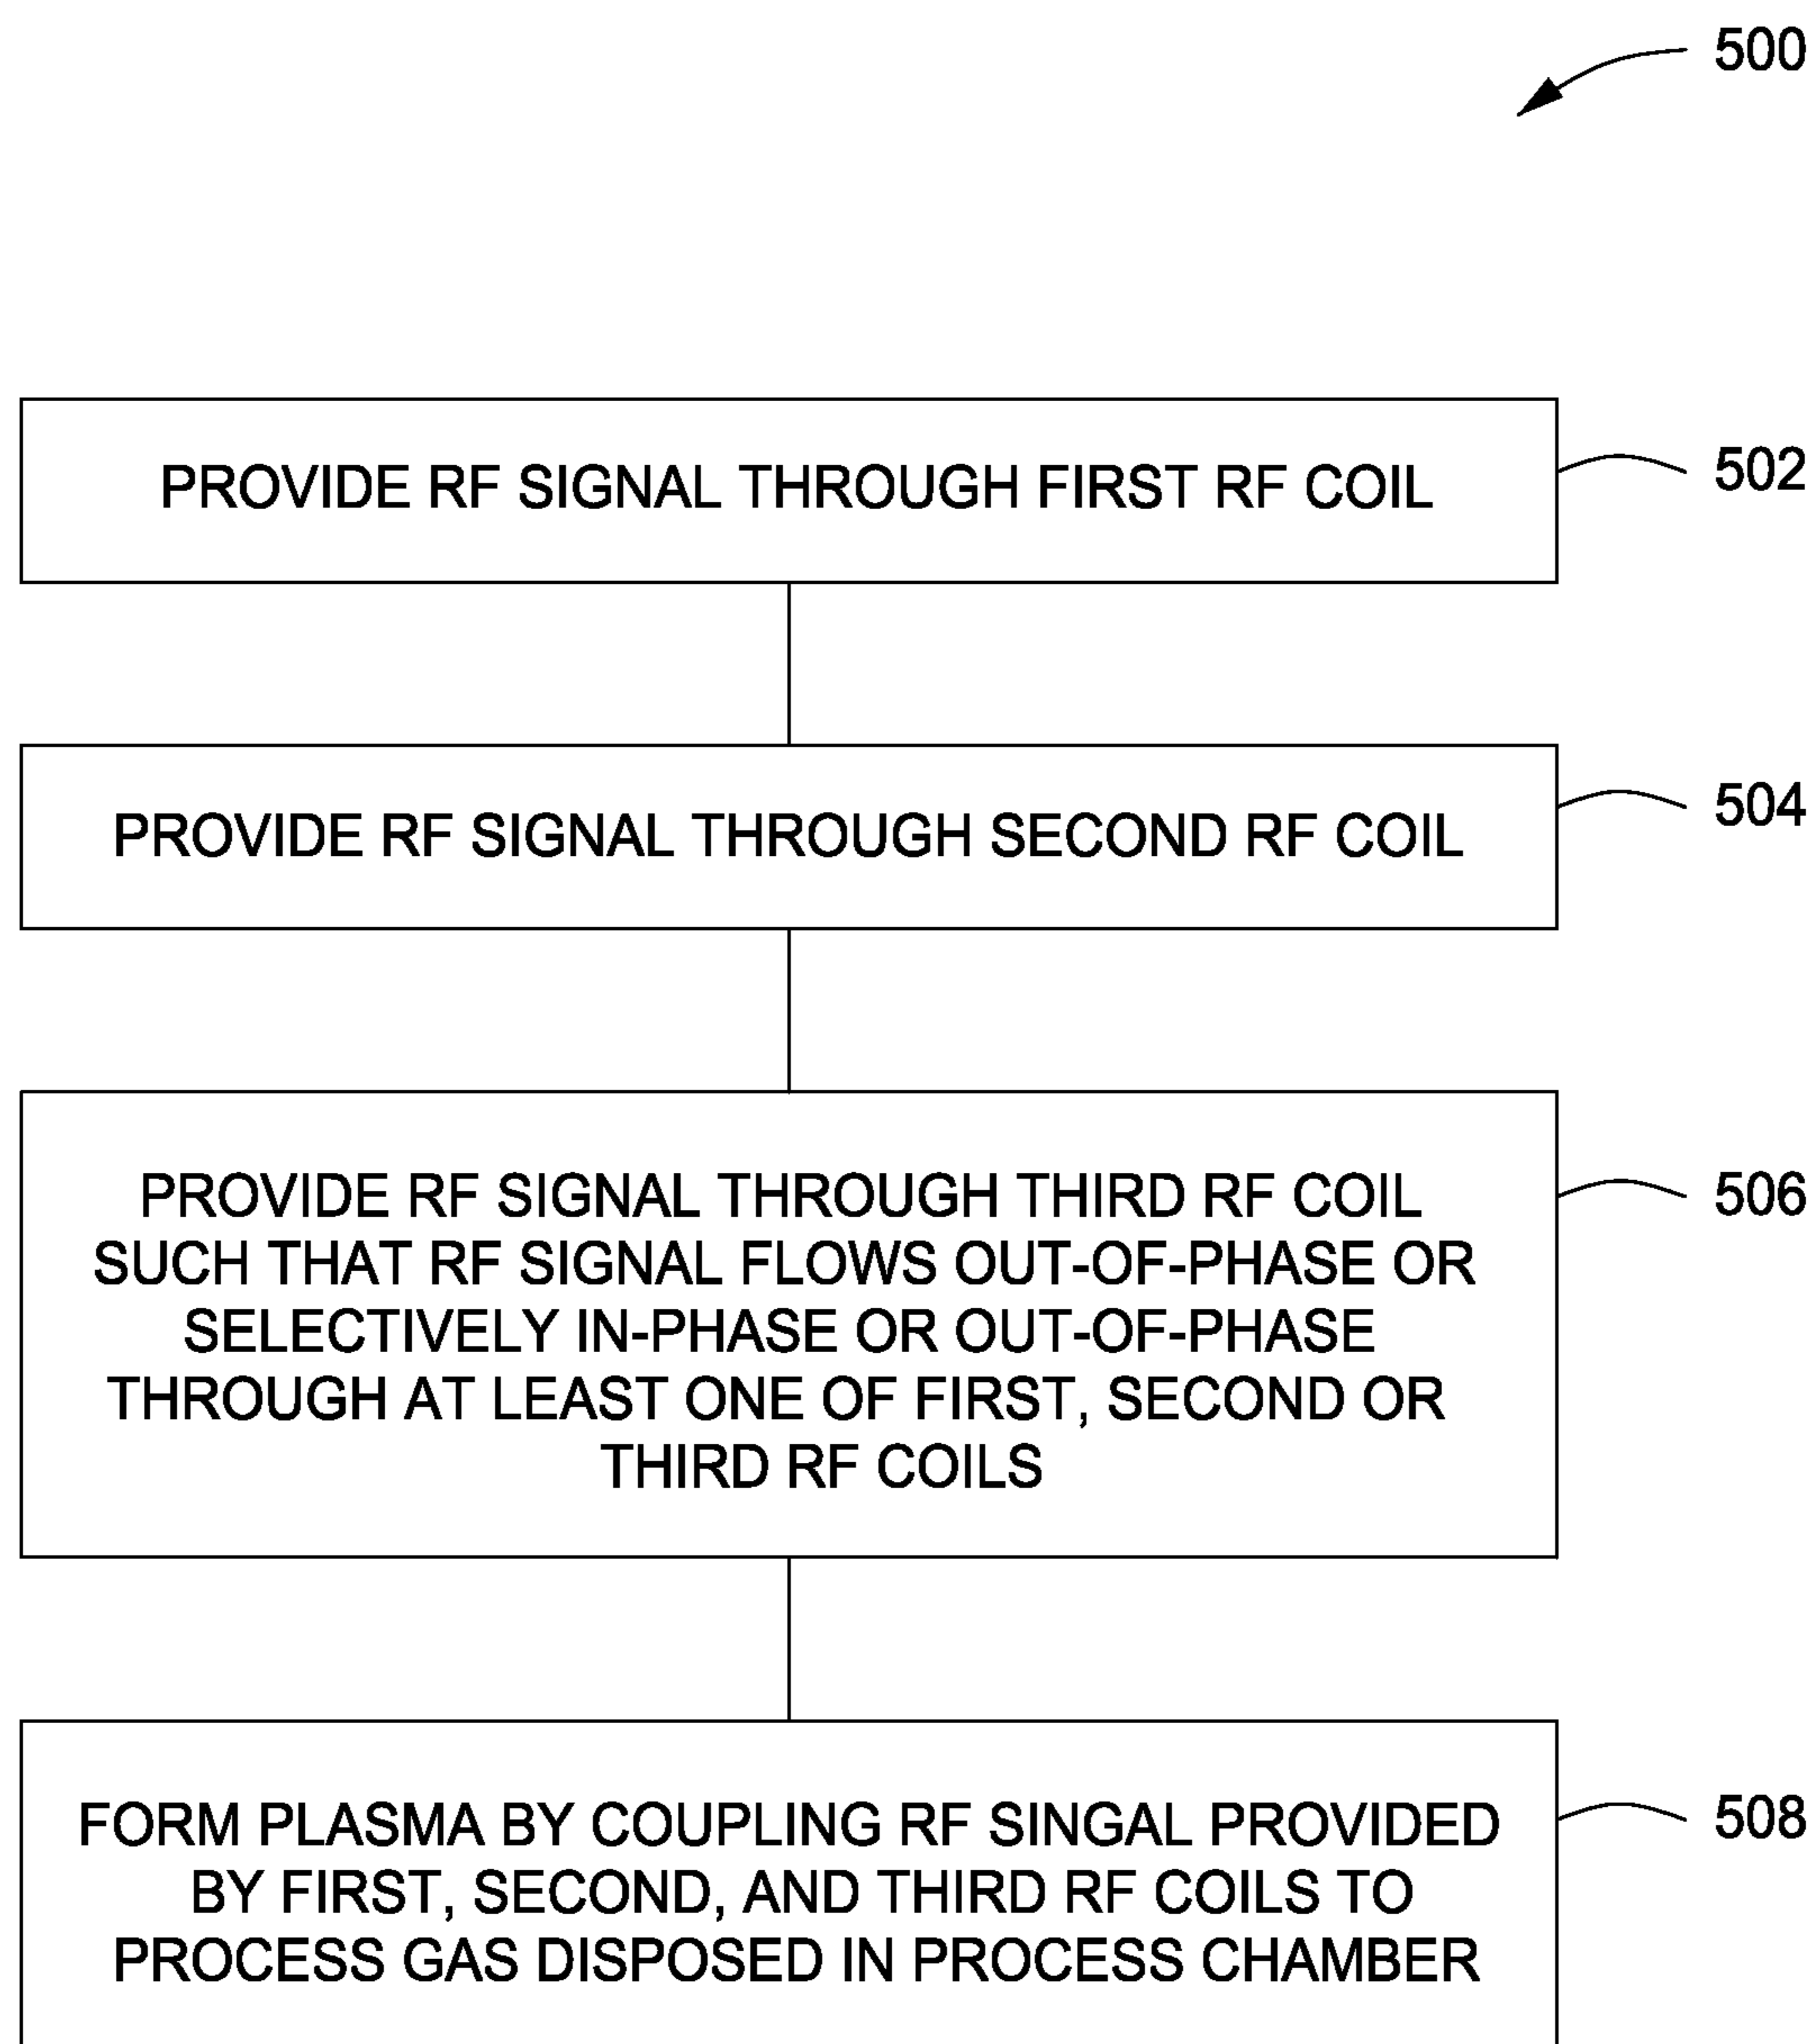 500
PROVIDE RF SIGNAL THROUGH FIRST RF COIL
502
PROVIDE RF SIGNAL THROUGH SECOND RF COIL
504
PROVIDE RF SIGNAL THROUGH THIRD RF COIL
SUCH THAT RF SIGNAL FLOWS OUT-OF-PHASE OR
SELECTIVELY IN-PHASE OR OUT-OF-PHASE
THROUGH AT LEAST ONE OF FIRST, SECOND OR
THIRD RF COILS
506
FORM PLASMA BY COUPLING RF SINGAL PROVIDED
BY FIRST, SECOND, AND THIRD RF COILS TO
PROCESS GAS DISPOSED IN PROCESS CHAMBER
508